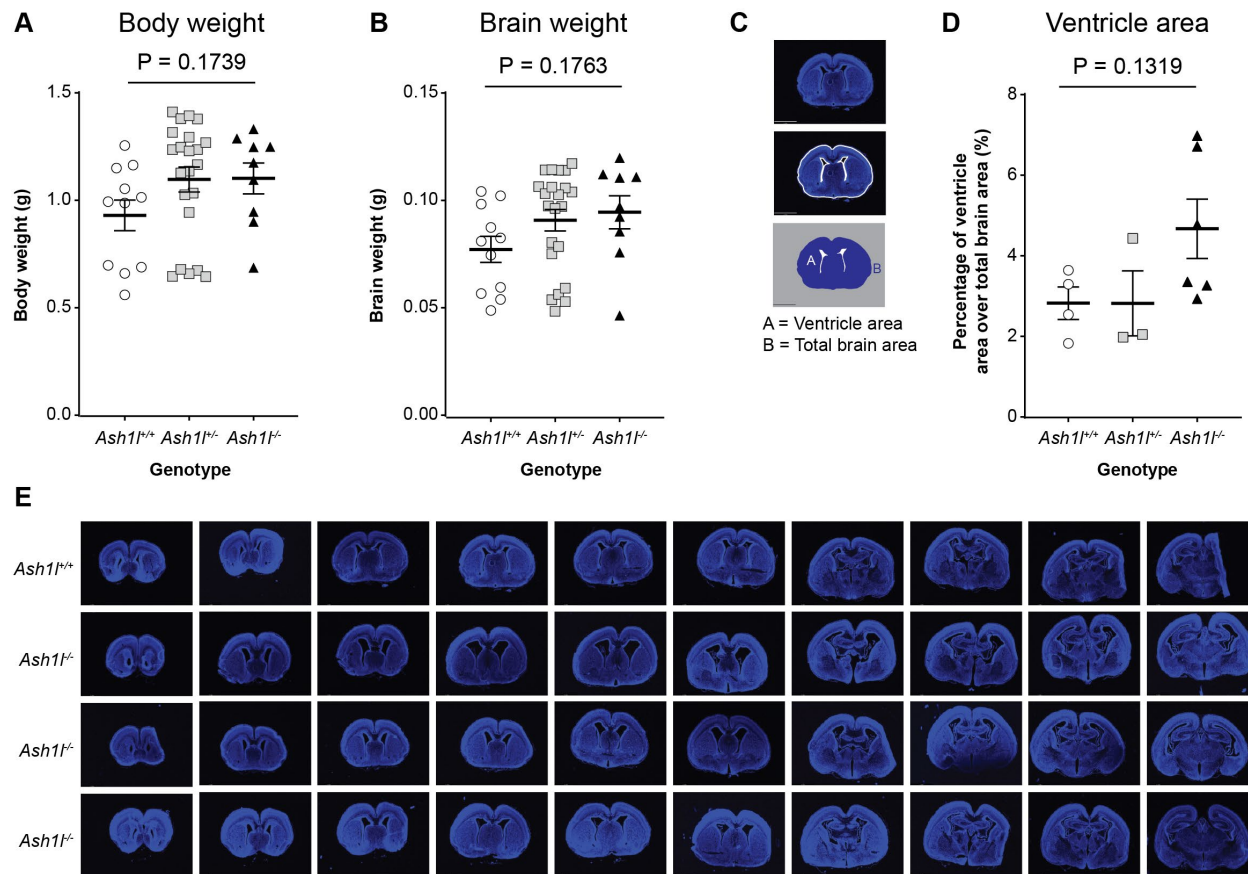 A
Body weight
P = 0.1739
Body weight (g)
1.5
1.0
0.5
0.0
Ash1l+/+ Ash1l+/- Ash1l-/-
Genotype
B
Brain weight
P = 0.1763
Brain weight (g)
0.15
0.10
0.05
0.00
Ash1l+/+ Ash1l+/- Ash1l-/-
Genotype
C
A
B
A = Ventricle area
B = Total brain area
D
Ventricle area
P = 0.1319
Percentage of ventricle
area over total brain area (%)
8
6
4
2
0
Ash1l+/+ Ash1l+/- Ash1l-/-
Genotype
E
Ash1l+/+
Ash1l-/-
Ash1l-/-
Ash1l-/-